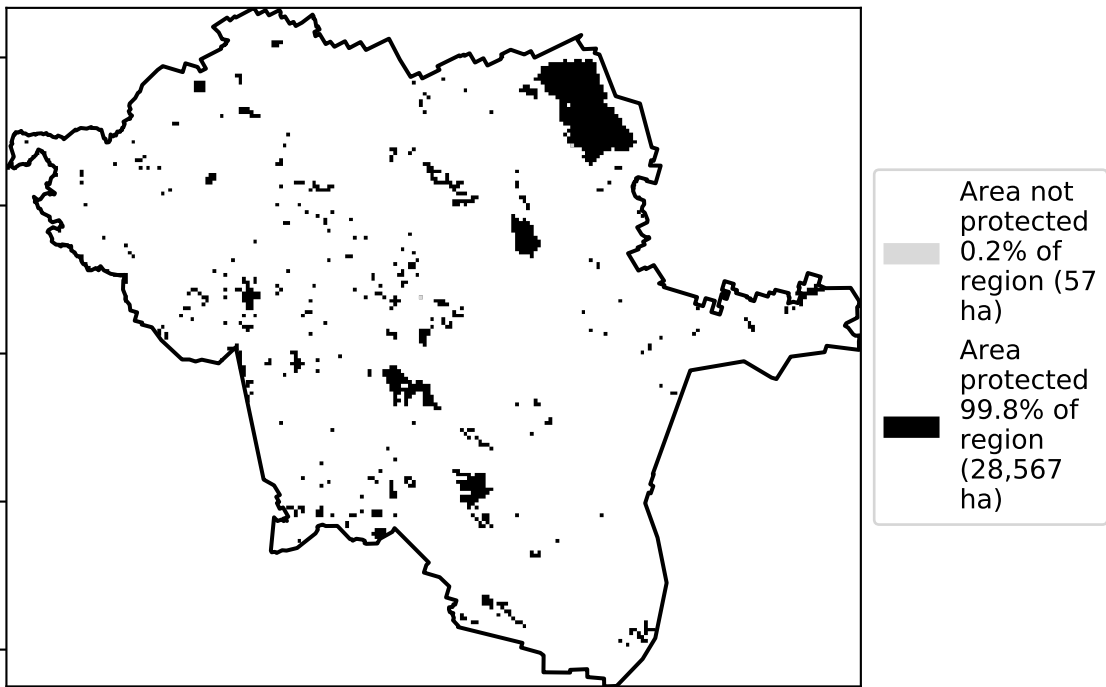 Area not
protected
0.2% of
region (57
ha)
Area
protected
99.8% of
region
(28,567
ha)